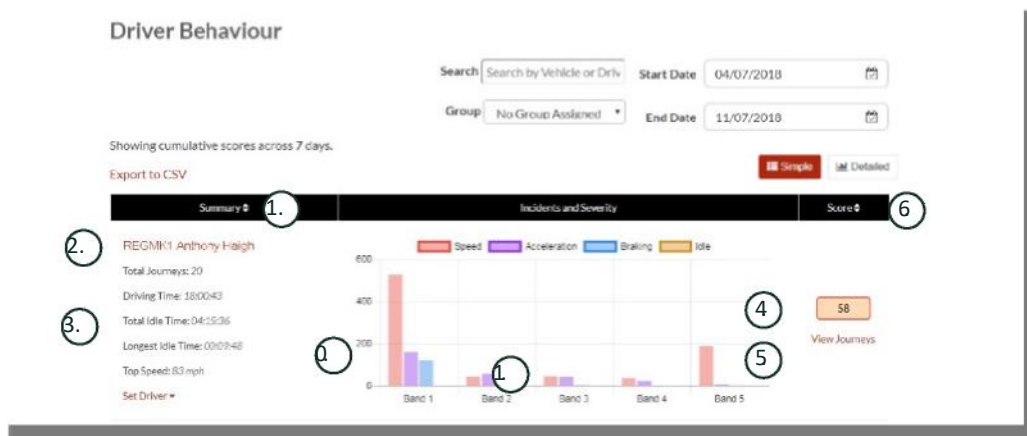 Driver Behaviour
Search Search by Vehicle or Driv Start Date 04/07/2018
Group No Group Assigned End Date 11/07/2018
Showing cumulative scores across 7 days.
Export to CSV
Simple Detailed
Summary 1. Incidents and Severity Score 6
2. REGMK1 Anthony Haigh
Speed Acceleration Braking Idle
Total Journeys: 20
Driving Time: 18:00:43
3. Total Idle Time: 04:15:36
Longest Idle Time: 00:09:48
Top Speed: 83 mph
Set Driver
600
400
200
0
0
1
Band 1 Band 2 Band 3 Band 4 Band 5
4 58
5 View Journeys